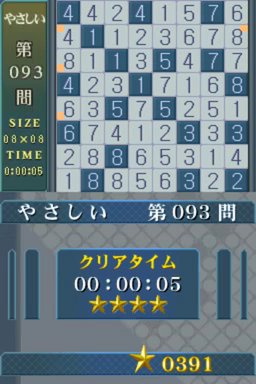 やさしい
第
093
問
SIZE
08×08
TIME
0:00:05
4 4 2 4 1 5 7 6
4 1 1 2 3 6 7 8
8 1 1 3 5 4 7 7
4 2 3 1 7 1 6 8
6 3 5 7 5 2 5 1
6 7 4 1 2 3 3 3
2 1 8 6 5 3 1 4
1 8 8 5 6 3 2 2
やさしい 第093問
クリアタイム
00:00:05
★★★★
★ 0391